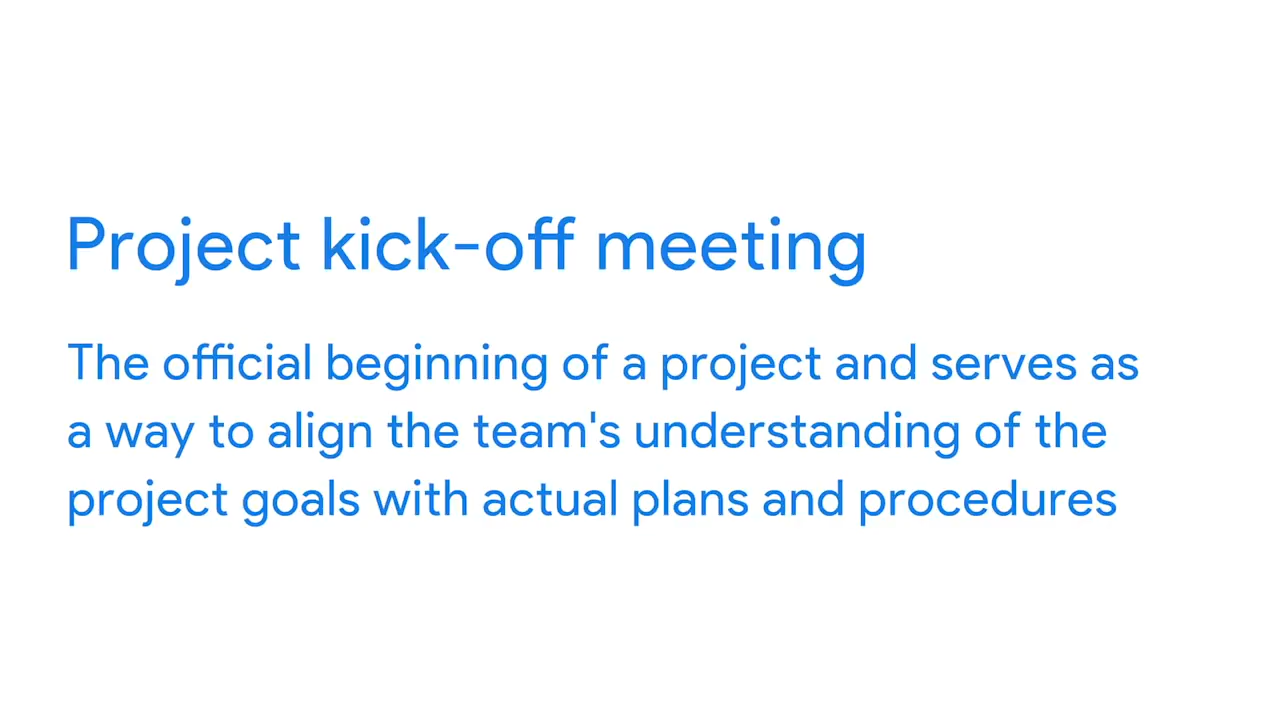 Project kick-off meeting
The official beginning of a project and serves as
a way to align the team's understanding of the
project goals with actual plans and procedures